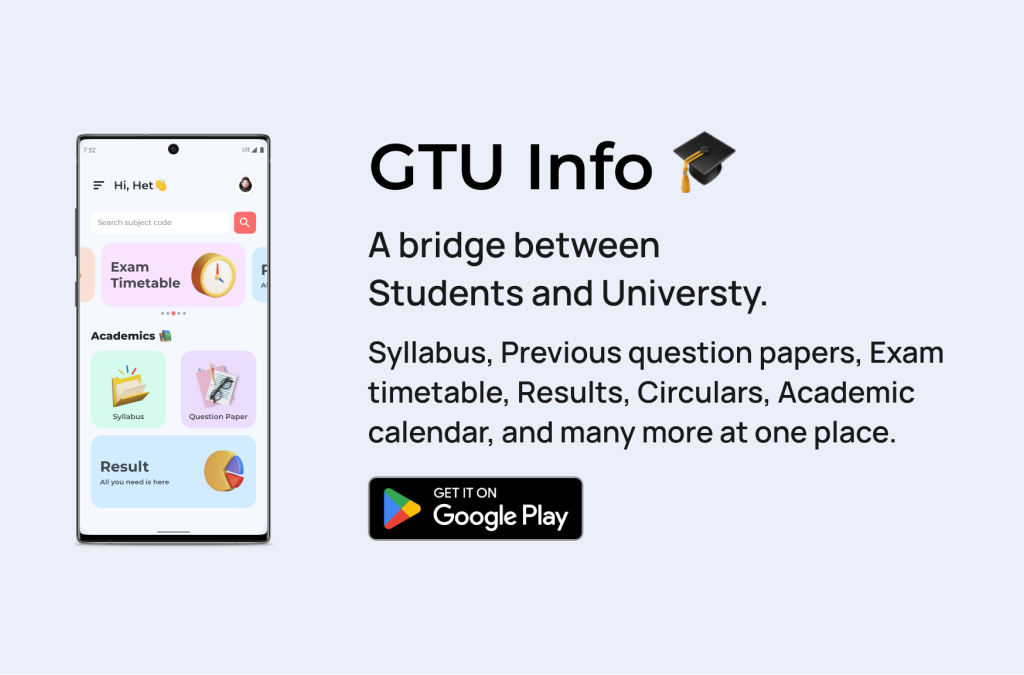 7:52
LTE
Hi, Het👋
Search subject code
Exam
Timetable
Academics 📚
Syllabus
Question Paper
Result
All you need is here
GTU Info 🎓
A bridge between
Students and Universty.
Syllabus, Previous question papers, Exam
timetable, Results, Circulars, Academic
calendar, and many more at one place.
GET IT ON
Google Play